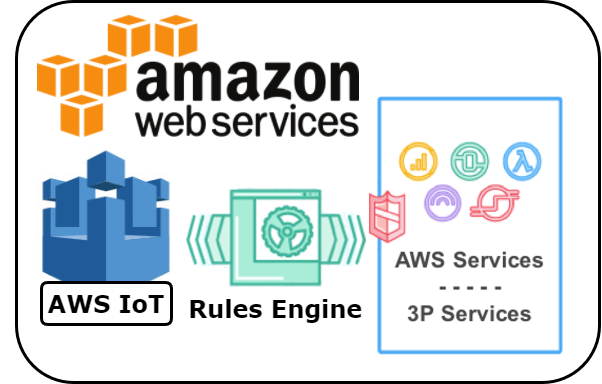 amazon
web services
AWS IoT
Rules Engine
AWS Services
- - - - -
3P Services